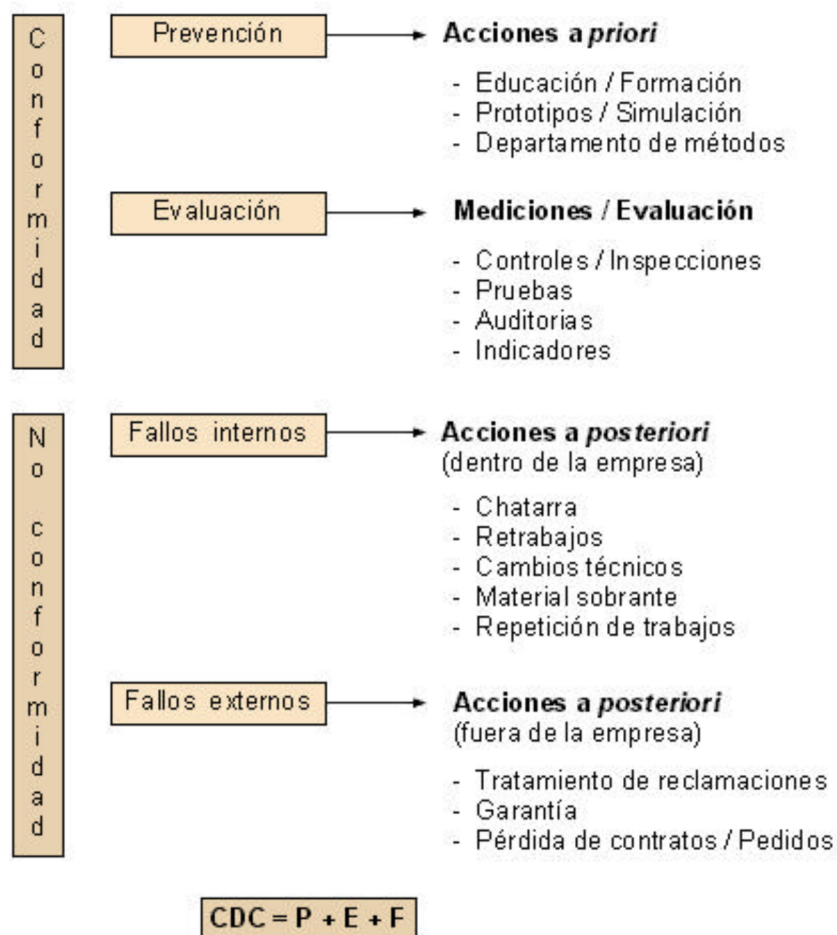 Conformidad
Prevención
Acciones a priori
- Educación / Formación
- Prototipos / Simulación
- Departamento de métodos
Evaluación
Mediciones / Evaluación
- Controles / Inspecciones
- Pruebas
- Auditorias
- Indicadores
No conformidad
Fallos internos
Acciones a posteriori
(dentro de la empresa)
- Chatarra
- Retrabajos
- Cambios técnicos
- Material sobrante
- Repetición de trabajos
Fallos externos
Acciones a posteriori
(fuera de la empresa)
- Tratamiento de reclamaciones
- Garantía
- Pérdida de contratos / Pedidos
CDC = P + E + F